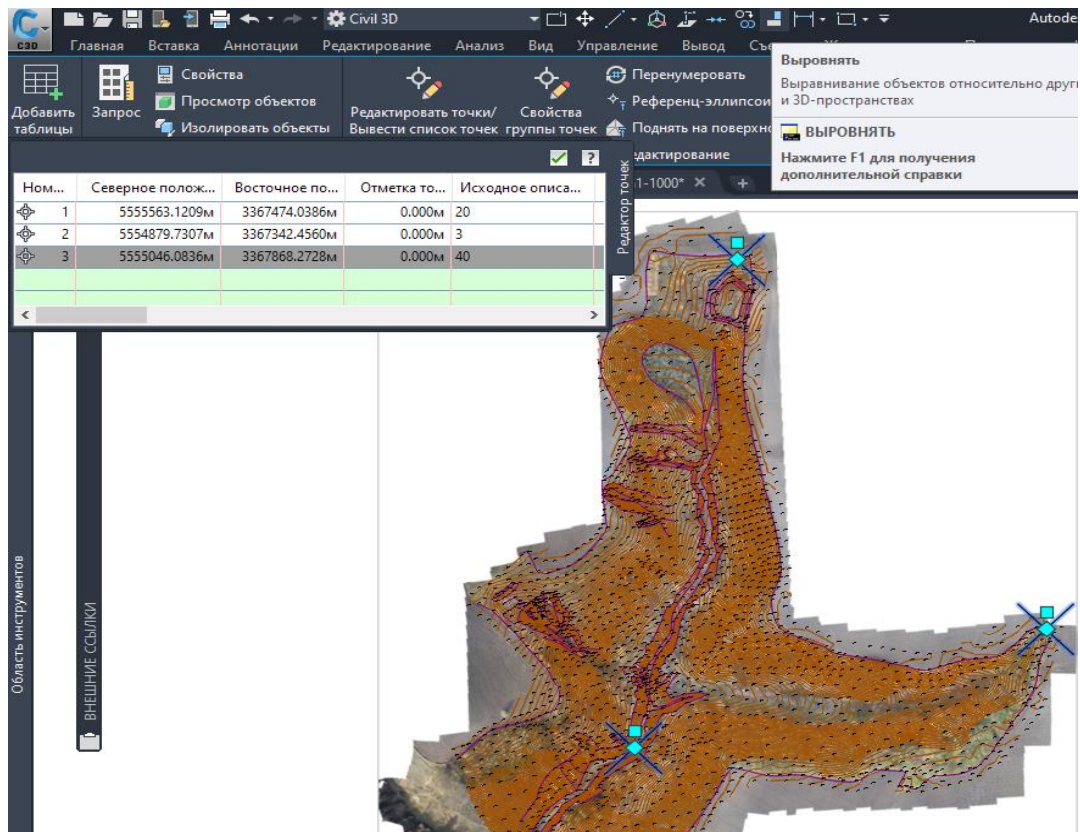 C3D
Civil 3D
Autode
Главная Вставка Аннотации Редактирование Анализ Вид Управление Вывод
Выровнять
Выравнивание объектов относительно друг
и 3D-пространствах
ВЫРОВНЯТЬ
Нажмите F1 для получения
дополнительной справки
Добавить
таблицы
Запрос
Свойства
Просмотр объектов
Изолировать объекты
Редактировать точки/
Вывести список точек
Свойства
группы точек
Перенумеровать
Референц-эллипсои
Поднять на поверхно
едактирование
1-1000*
Ном... Северное полож... Восточное по... Отметка то... Исходное описа...
1 5555563.1209м 3367474.0386м 0.000м 20
2 5554879.7307м 3367342.4560м 0.000м 3
3 5555046.0836м 3367868.2728м 0.000м 40
Редактор точек
Область инструментов
ВНЕШНИЕ ССЫЛКИ